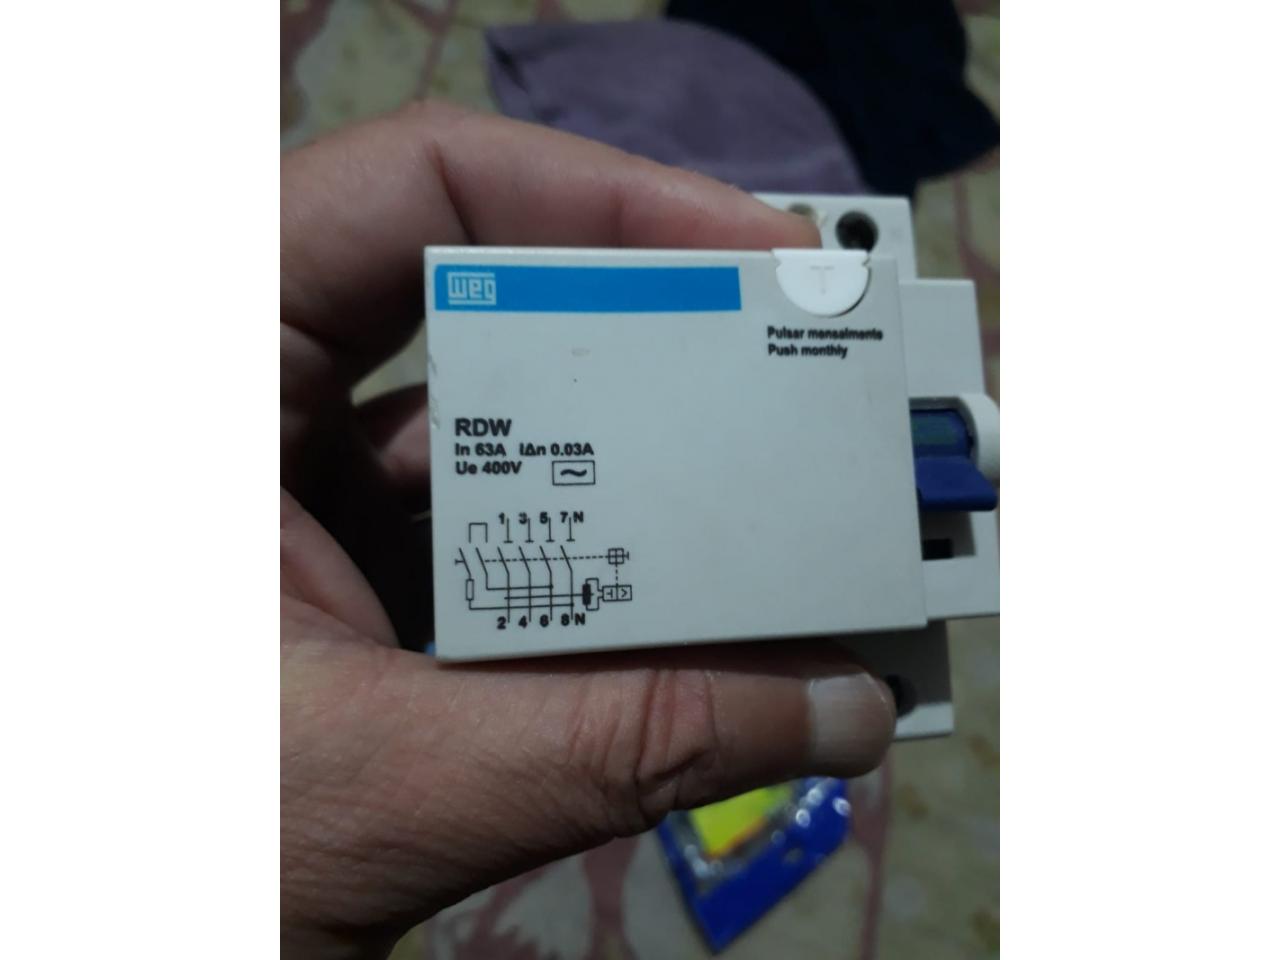 weg
T
Pulsar mensalmente
Push monthly
RDW
In 63A IΔn 0.03A
Ue 400V
~
1 3 5 7 N
2 4 6 8 N